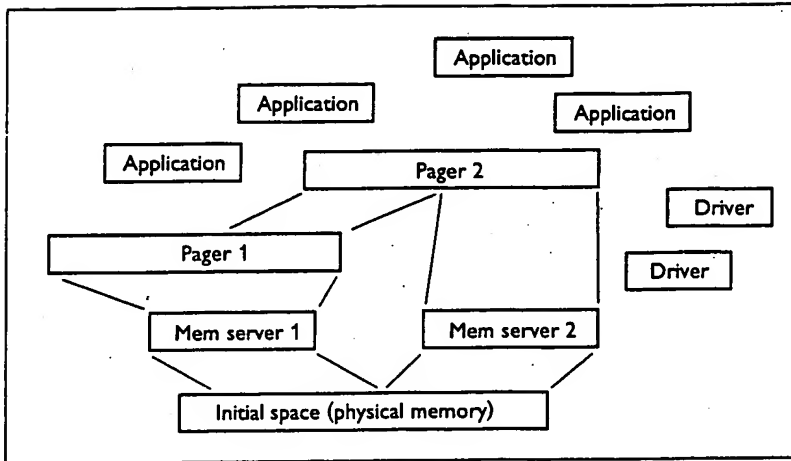 Application
Application
Application
Application
Pager 2
Driver
Pager 1
Driver
Mem server 1
Mem server 2
Initial space (physical memory)